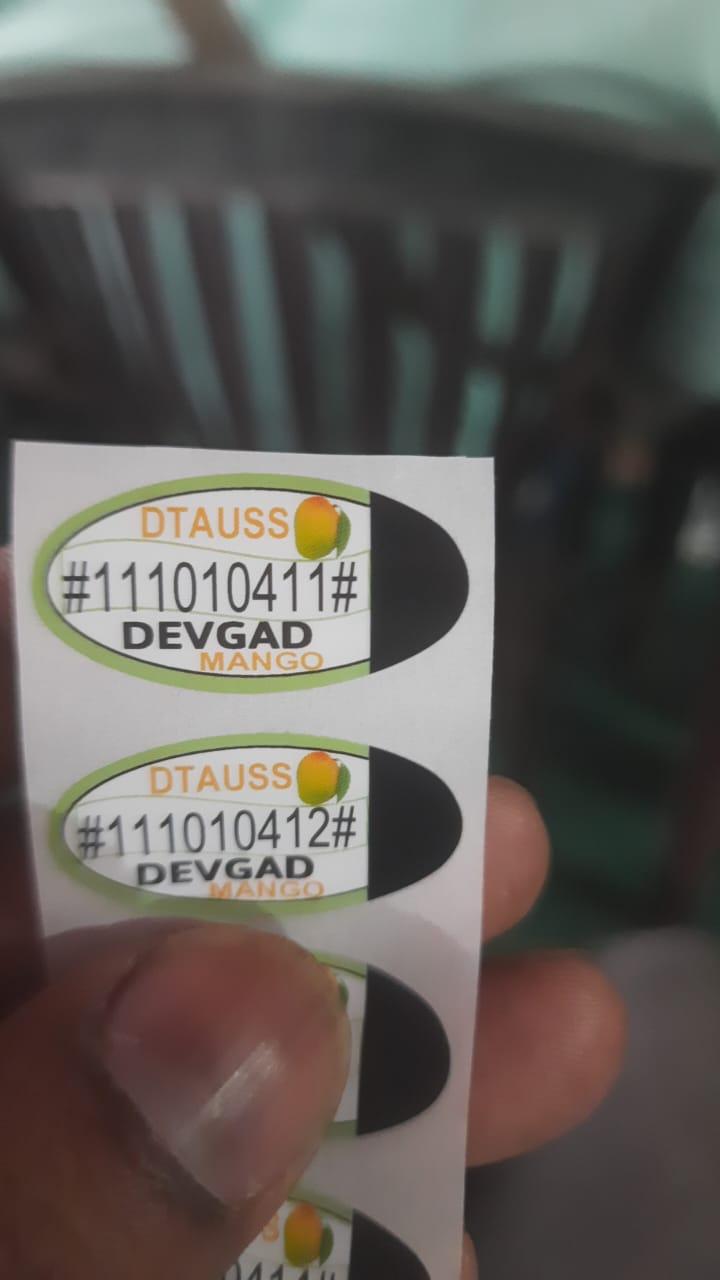 DTAUSS
#111010411#
DEVGAD
MANGO
DTAUSS
#111010412#
DEVGAD
MANGO